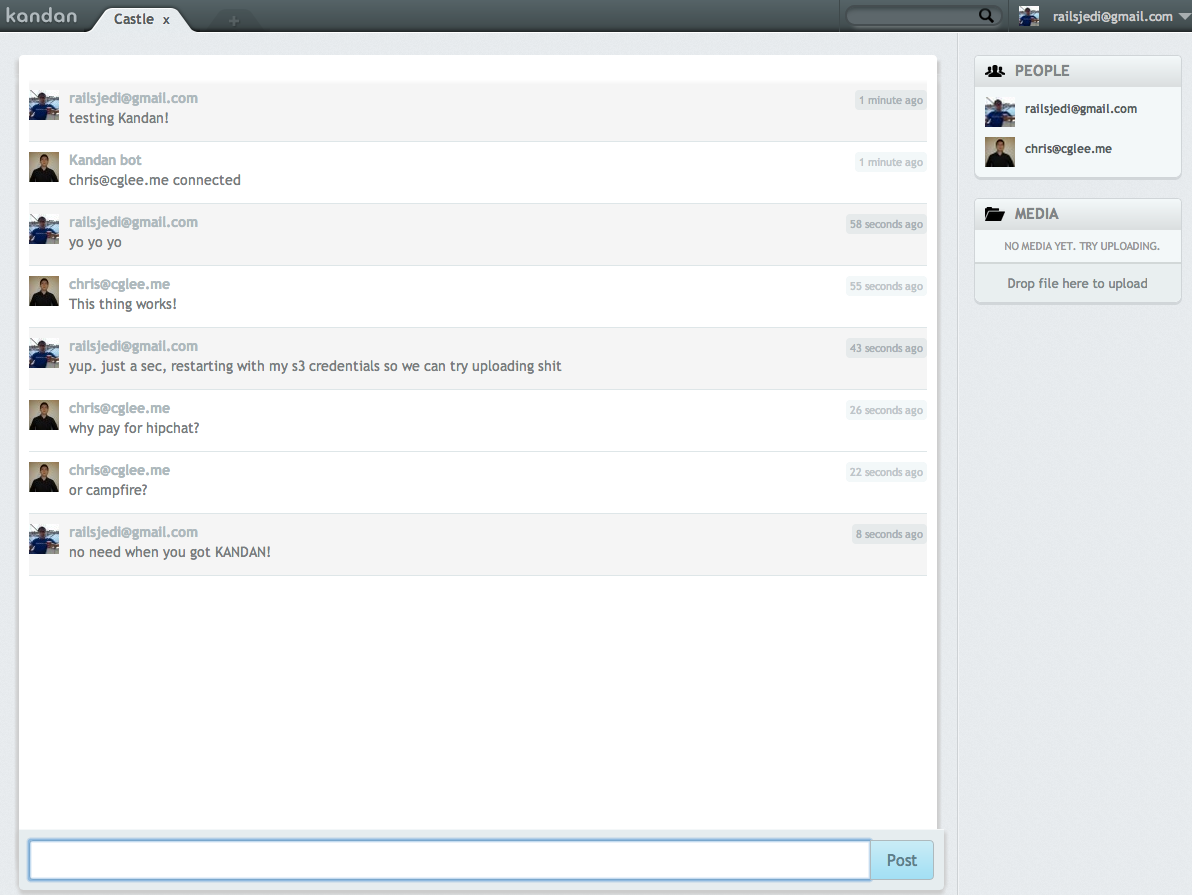 kandan
Castle x
+
railsjedi@gmail.com
railsjedi@gmail.com
1 minute ago
testing Kandan!
Kandan bot
1 minute ago
chris@cglee.me connected
railsjedi@gmail.com
58 seconds ago
yo yo yo
chris@cglee.me
55 seconds ago
This thing works!
railsjedi@gmail.com
43 seconds ago
yup. just a sec, restarting with my s3 credentials so we can try uploading shit
chris@cglee.me
26 seconds ago
why pay for hipchat?
chris@cglee.me
22 seconds ago
or campfire?
railsjedi@gmail.com
8 seconds ago
no need when you got KANDAN!
Post
PEOPLE
railsjedi@gmail.com
chris@cglee.me
MEDIA
NO MEDIA YET. TRY UPLOADING.
Drop file here to upload